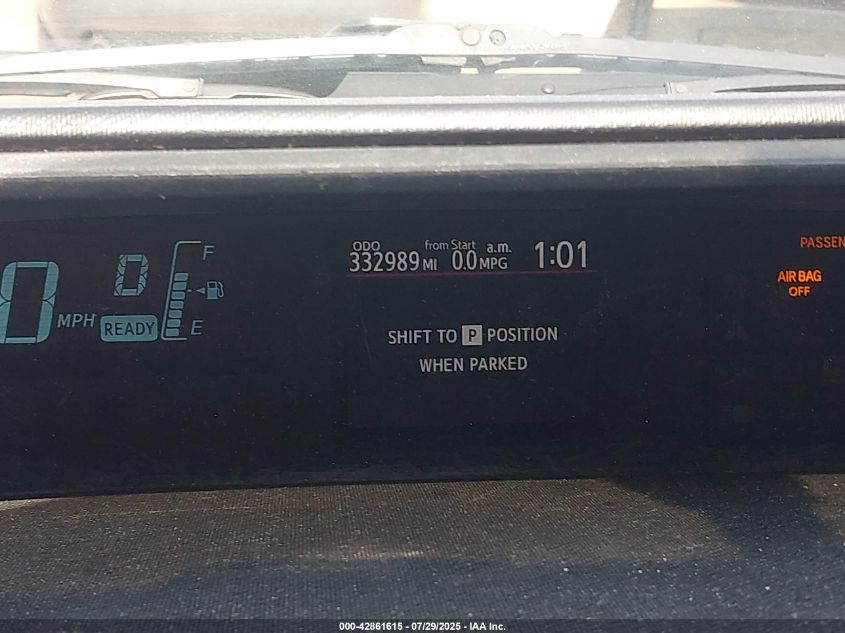 ODO from Start a.m. 1:01
332989 MI 0.0 MPG
F
0 MPH
READY
E
SHIFT TO P POSITION
WHEN PARKED
AIR BAG
OFF
000-42861615 - 07/29/2025 - IAA Inc.